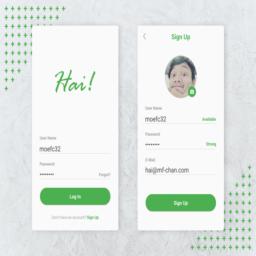 Hai!
User Name
moefc32
Password
••••••••
Forgot?
Log In
Don't have an account? Sign Up
Sign Up
User Name
moefc32
Available
Password
••••••••
Strong
E-Mail
hai@mf-chan.com
Sign Up